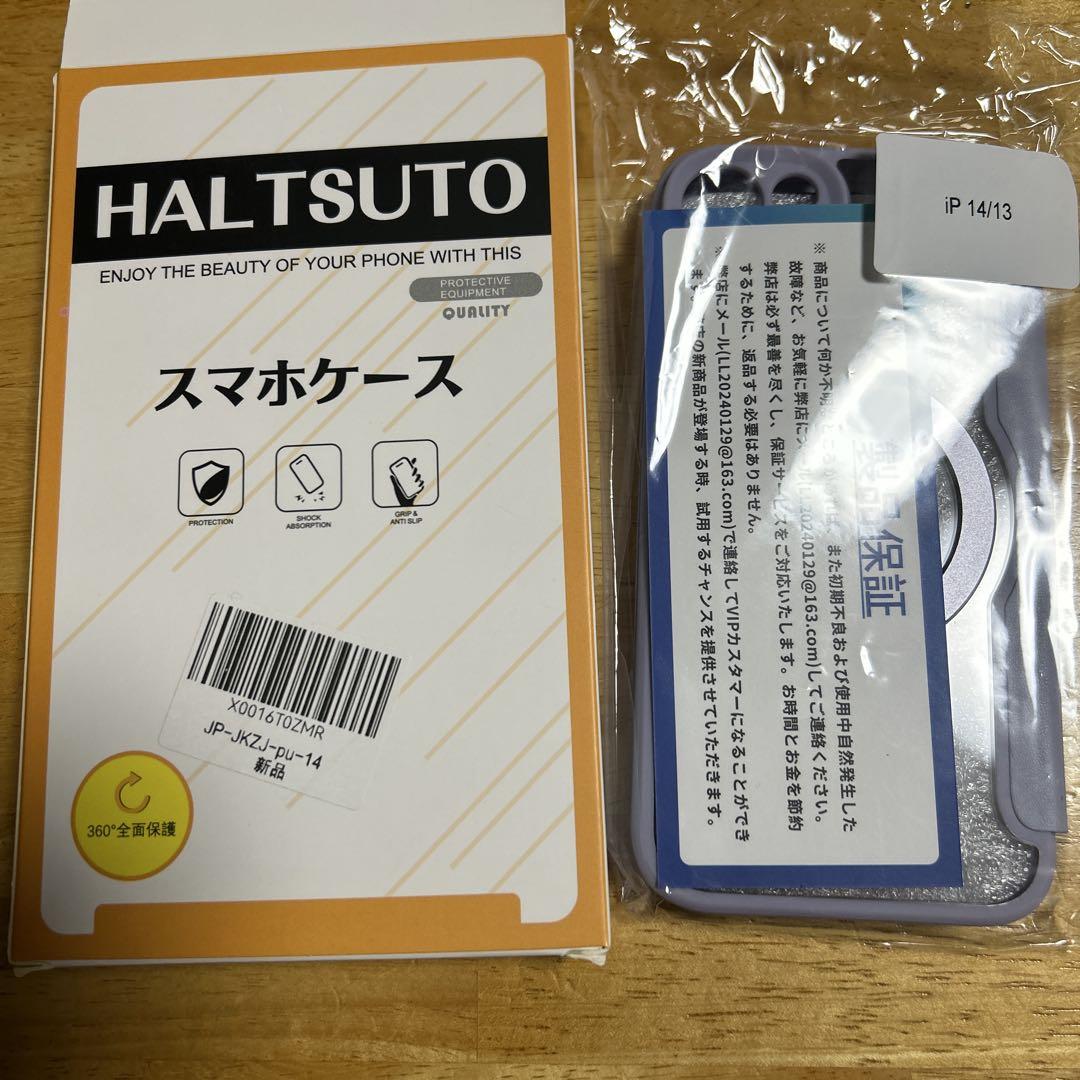 HALTSUTO
ENJOY THE BEAUTY OF YOUR PHONE WITH THIS
PROTECTIVE
EQUIPMENT
QUALITY
スマホケース
PROTECTION
SHOCK
ABSORPTION
GRIP &
ANTI SLIP
X0016T0ZMR
JP-JKZJ-pu-14
新品
360°全面保護
iP 14/13
製品保証
※ 商品について何か不明 また初期不良および使用中自然発生した
故障など、お気軽に弊店に 20240129@163.com)してご連絡ください。
弊店は必ず最善を尽くし、保証サービスをご対応いたします。お時間とお金を節約
するために、返品する必要はありません。
※ 弊店にメール(LL20240129@163.com)で連絡してVIPカスタマーになることができ
ます。 の新商品が登場する時、試用するチャンスを提供させていただきます。